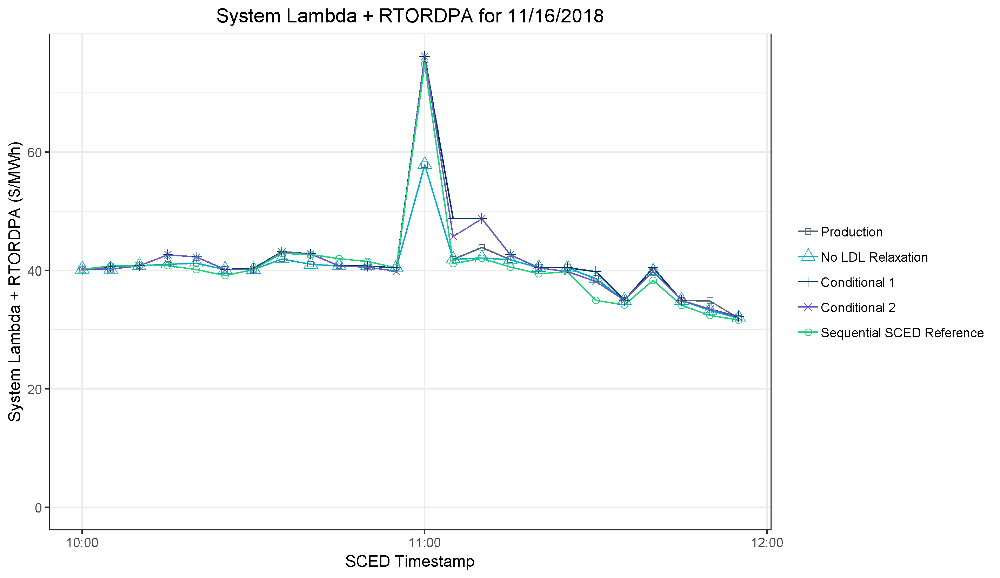 System Lambda + RTORDPA for 11/16/2018
System Lambda + RTORDPA ($/MWh)
60
40
20
0
10:00
11:00
12:00
SCED Timestamp
Production
No LDL Relaxation
Conditional 1
Conditional 2
Sequential SCED Reference